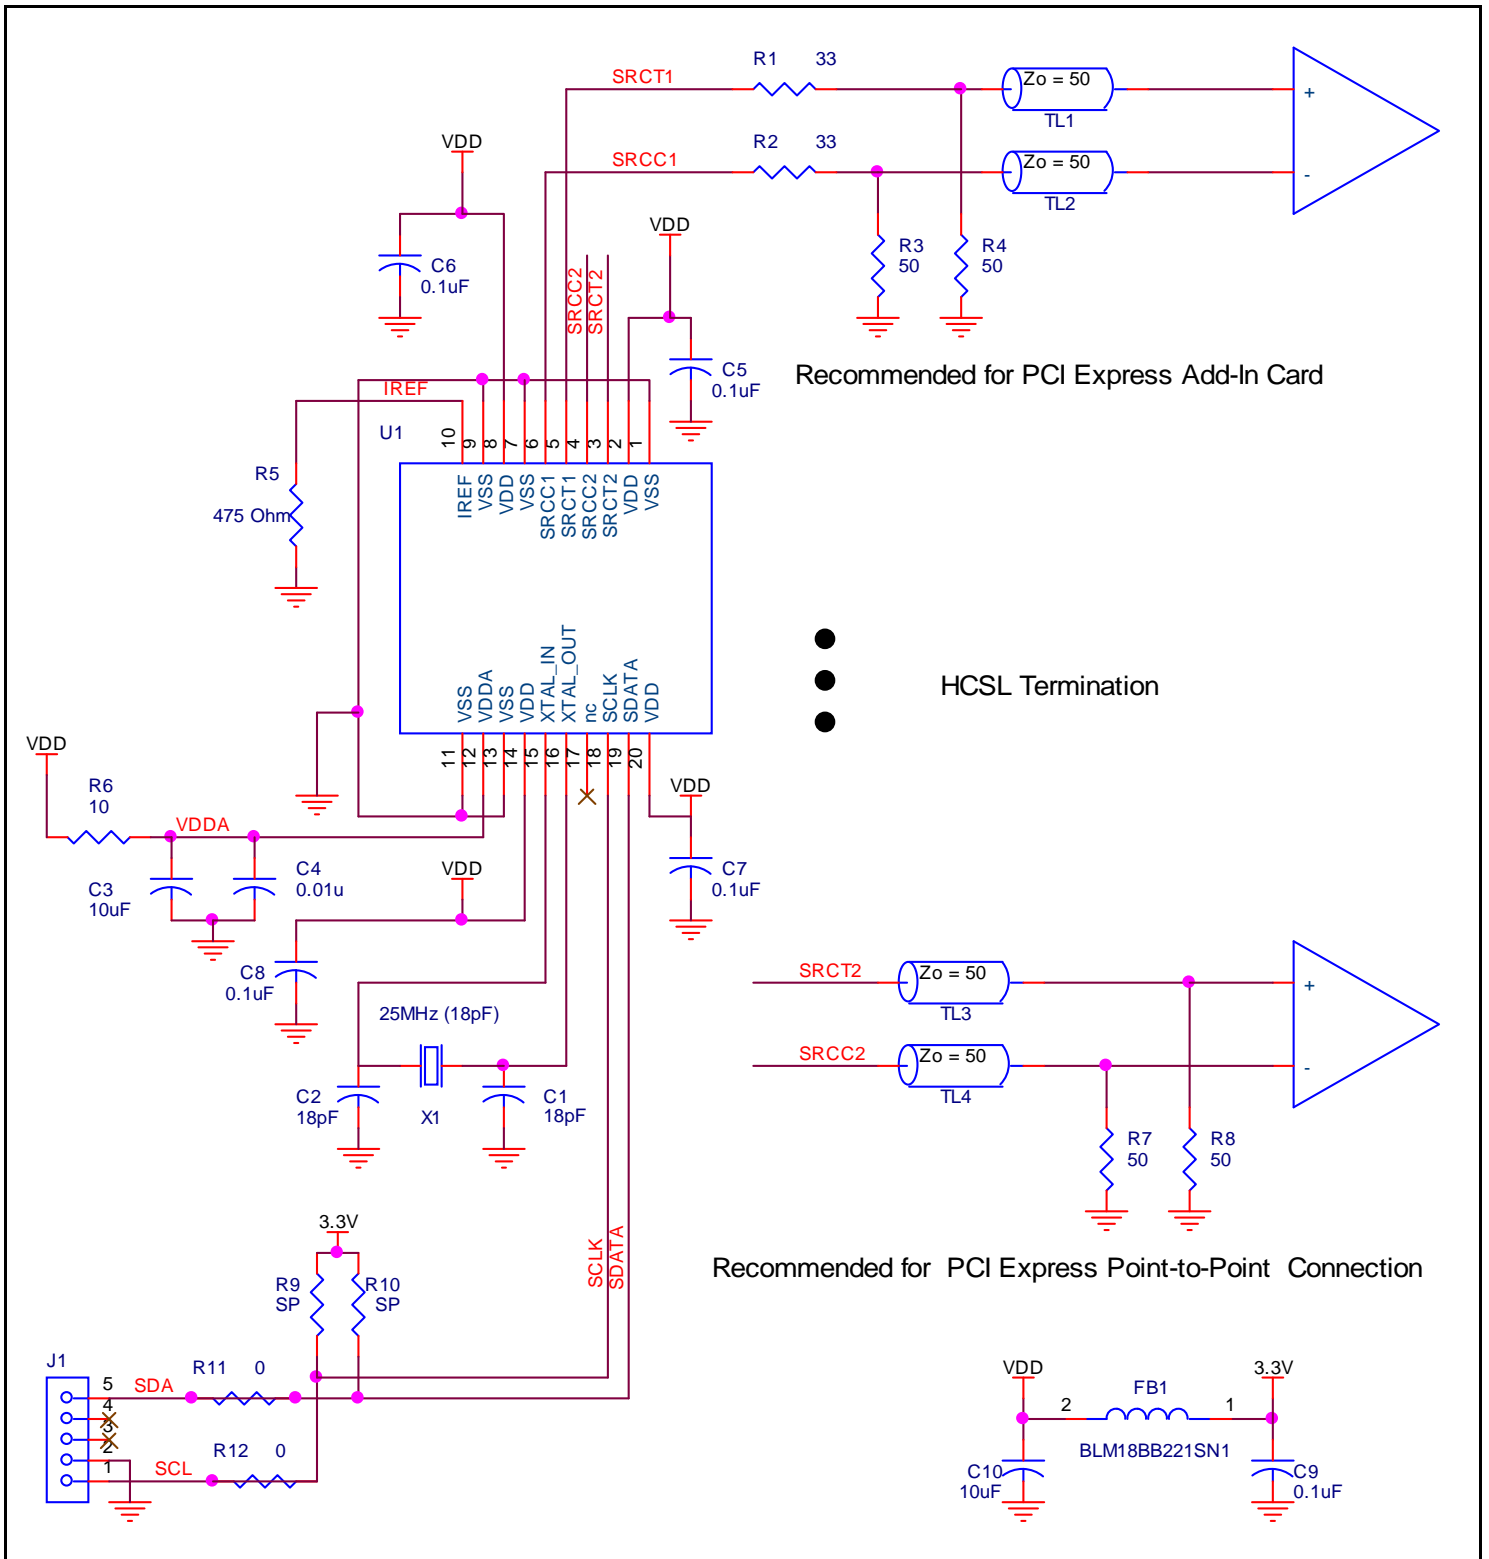 R1 33
SRCT1
Zo = 50
+
TL1
VDD
R2 33
SRCC1
Zo = 50
-
TL2
VDD
R3
50
R4
50
C6
0.1uF
SRCC2
SRCT2
C5
0.1uF
Recommended for PCI Express Add-In Card
IREF
U1
10
9
8
7
6
5
4
3
2
1
R5
475 Ohm
IREF
VSS
VDD
VSS
SRCC1
SRCT1
SRCC2
SRCT2
VDD
VSS
HCSL Termination
VSS
VDDA
VSS
VDD
XTAL_IN
XTAL_OUT
nc
SCLK
SDATA
VDD
11
12
13
14
15
16
17
18
19
20
VDD
R6
10
VDDA
VDD
C3
10uF
C4
0.01u
VDD
C7
0.1uF
C8
0.1uF
25MHz (18pF)
SRCT2
Zo = 50
+
TL3
SRCC2
Zo = 50
-
TL4
C2
18pF
X1
C1
18pF
R7
50
R8
50
3.3V
SCLK
SDATA
Recommended for PCI Express Point-to-Point Connection
R9
SP
R10
SP
J1
5
4
3
2
1
SDA
R11 0
R12 0
SCL
VDD
3.3V
FB1
2
1
BLM18BB221SN1
C10
10uF
C9
0.1uF